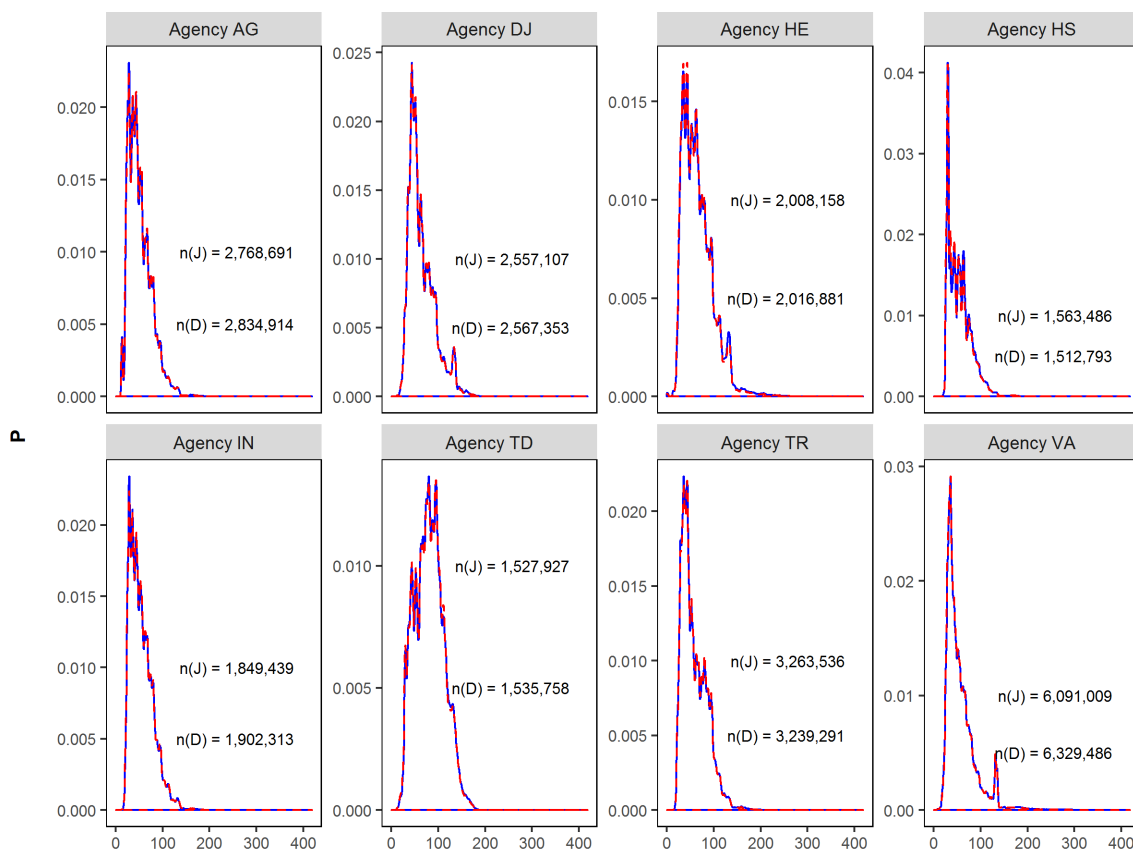 Agency AG
Agency DJ
Agency HE
Agency HS
0.020
0.015
0.010
0.005
0.000
n(J) = 2,768,691
n(D) = 2,834,914
0.025
0.020
0.015
0.010
0.005
0.000
n(J) = 2,557,107
n(D) = 2,567,353
0.015
0.010
0.005
0.000
n(J) = 2,008,158
n(D) = 2,016,881
0.04
0.03
0.02
0.01
0.00
n(J) = 1,563,486
n(D) = 1,512,793
P
Agency IN
Agency TD
Agency TR
Agency VA
0.020
0.015
0.010
0.005
0.000
n(J) = 1,849,439
n(D) = 1,902,313
0 100 200 300 400
0.010
0.005
0.000
n(J) = 1,527,927
n(D) = 1,535,758
0 100 200 300 400
0.020
0.015
0.010
0.005
0.000
n(J) = 3,263,536
n(D) = 3,239,291
0 100 200 300 400
0.03
0.02
0.01
0.00
n(J) = 6,091,009
n(D) = 6,329,486
0 100 200 300 400